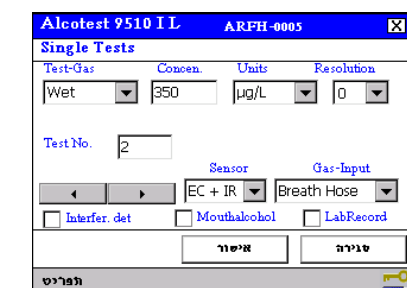 Alcotest 9510 I L ARFH-0005 X
Single Tests
Test-Gas Concen. Units Resolution
Wet 350 µg/L 0
Test No. 2
Sensor Gas-Input
EC + IR Breath Hose
Interfer. det Mouthalcohol LabRecord
אישור סגירה
תפריט